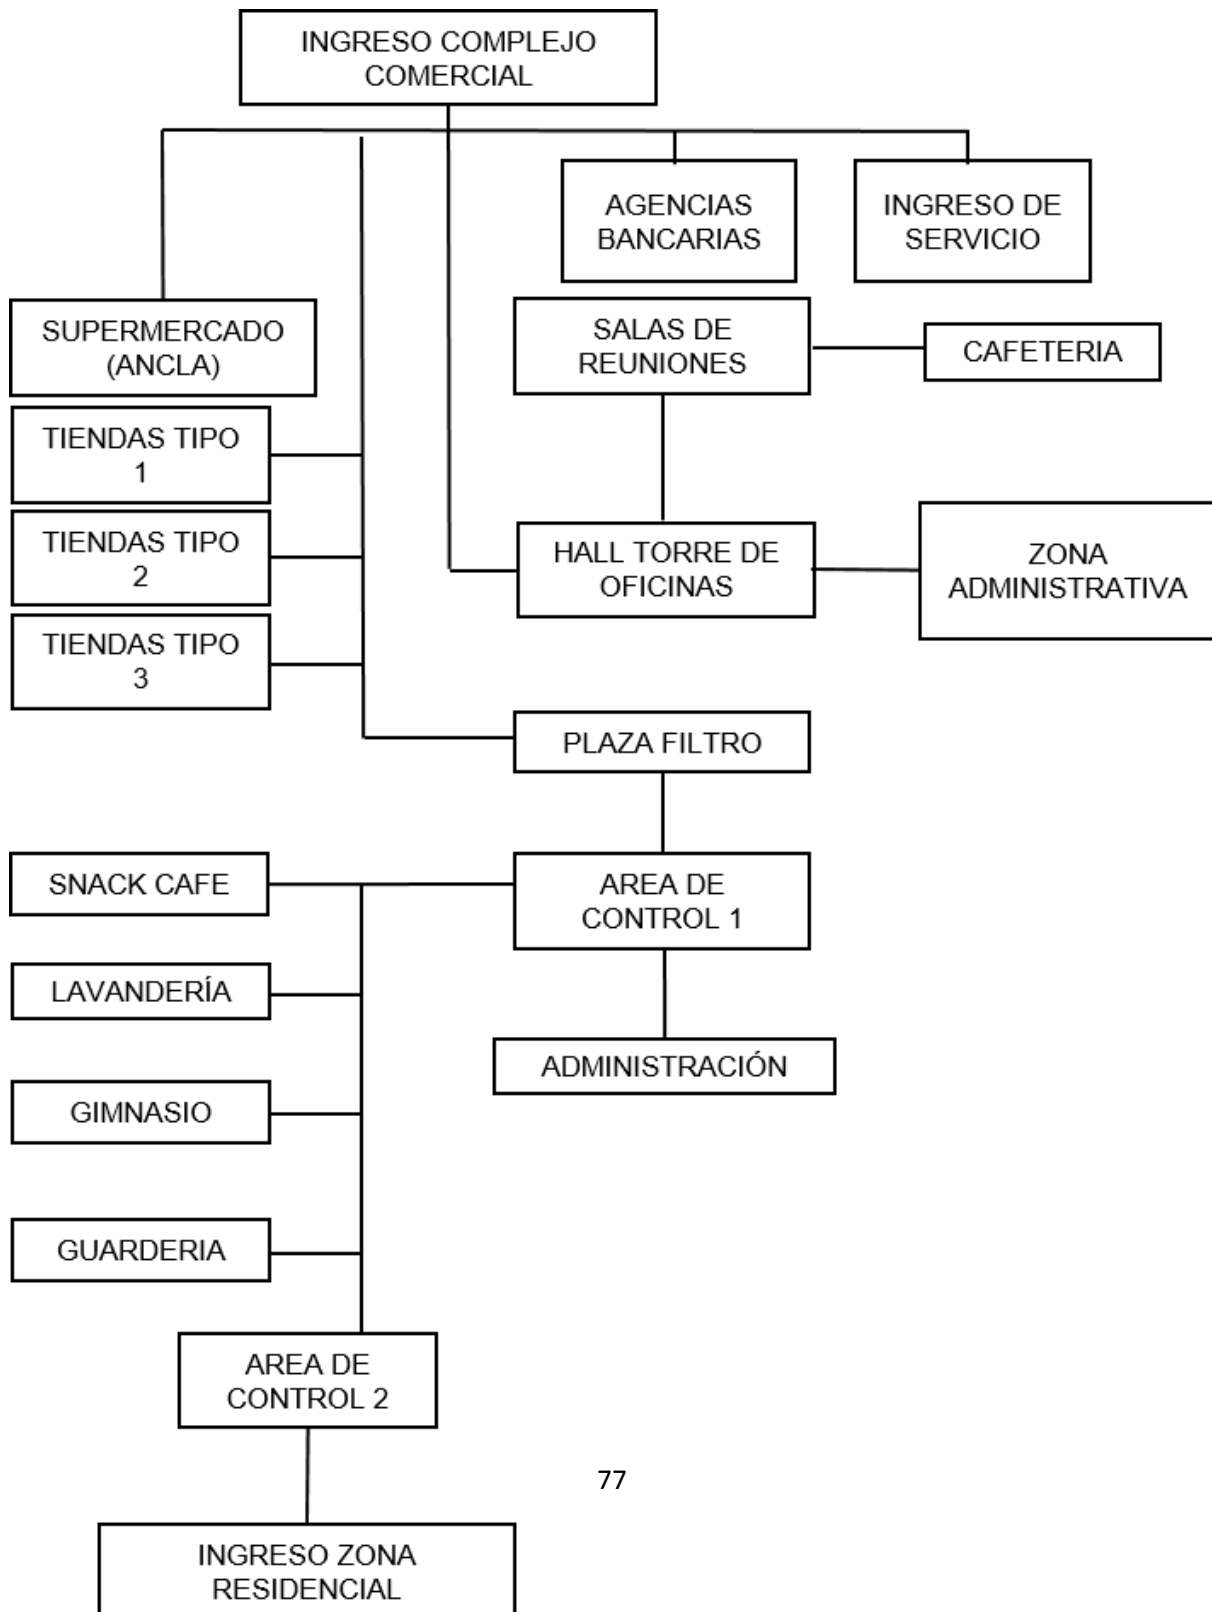 INGRESO COMPLEJO
COMERCIAL
AGENCIAS
BANCARIAS
INGRESO DE
SERVICIO
SUPERMERCADO
(ANCLA)
SALAS DE
REUNIONES
CAFETERIA
TIENDAS TIPO
1
TIENDAS TIPO
2
HALL TORRE DE
OFICINAS
ZONA
ADMINISTRATIVA
TIENDAS TIPO
3
PLAZA FILTRO
SNACK CAFE
AREA DE
CONTROL 1
LAVANDERÍA
ADMINISTRACIÓN
GIMNASIO
GUARDERIA
AREA DE
CONTROL 2
77
INGRESO ZONA
RESIDENCIAL